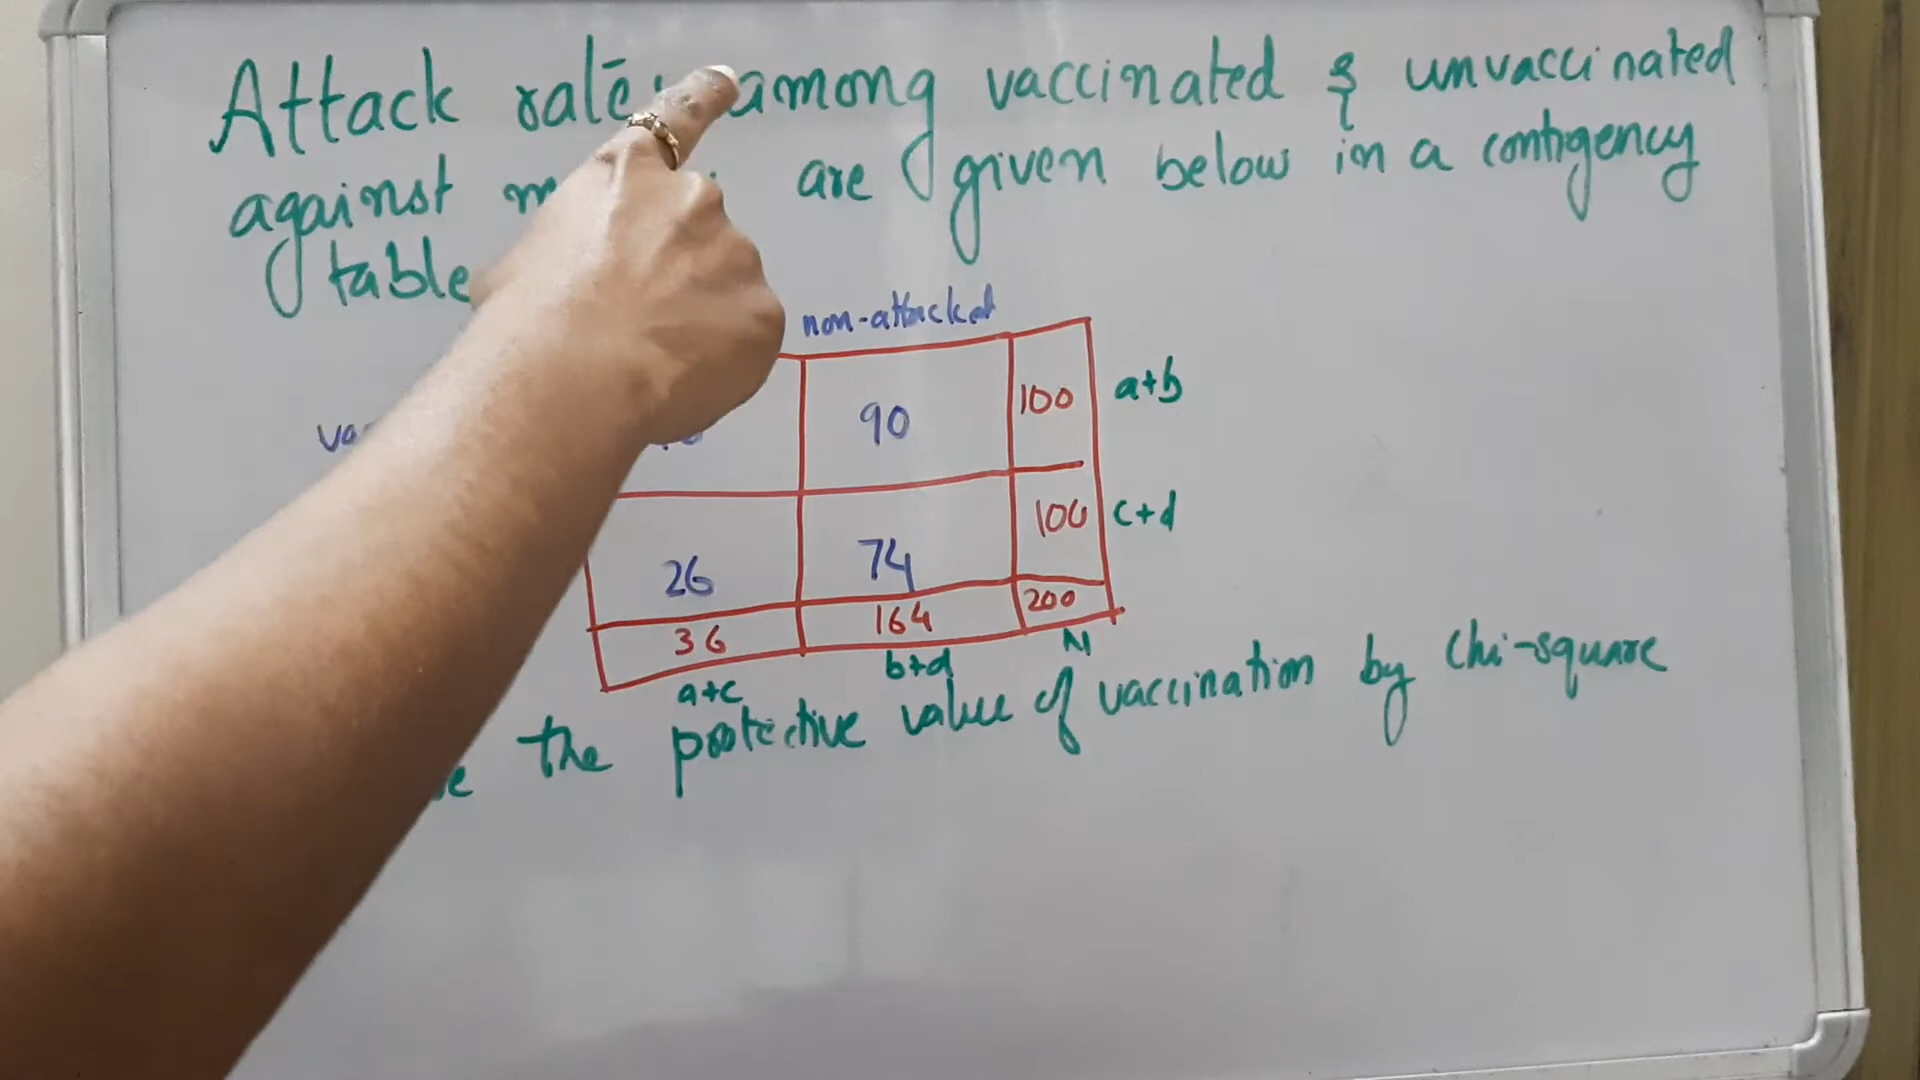 Attack rate among vaccinated & unvaccinated
against are given below in a contigency
table
non-attacked
90 100 a+b
26 74 100 c+d
36 164 200
a+c b+d N
the protective value of vaccination by Chi-square